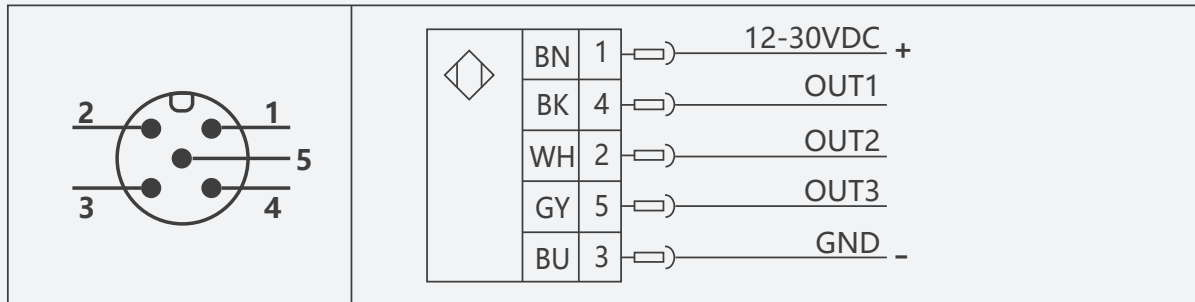 2 1
5
3 4
BN 1 12-30VDC +
BK 4 OUT1
WH 2 OUT2
GY 5 OUT3
BU 3 GND -